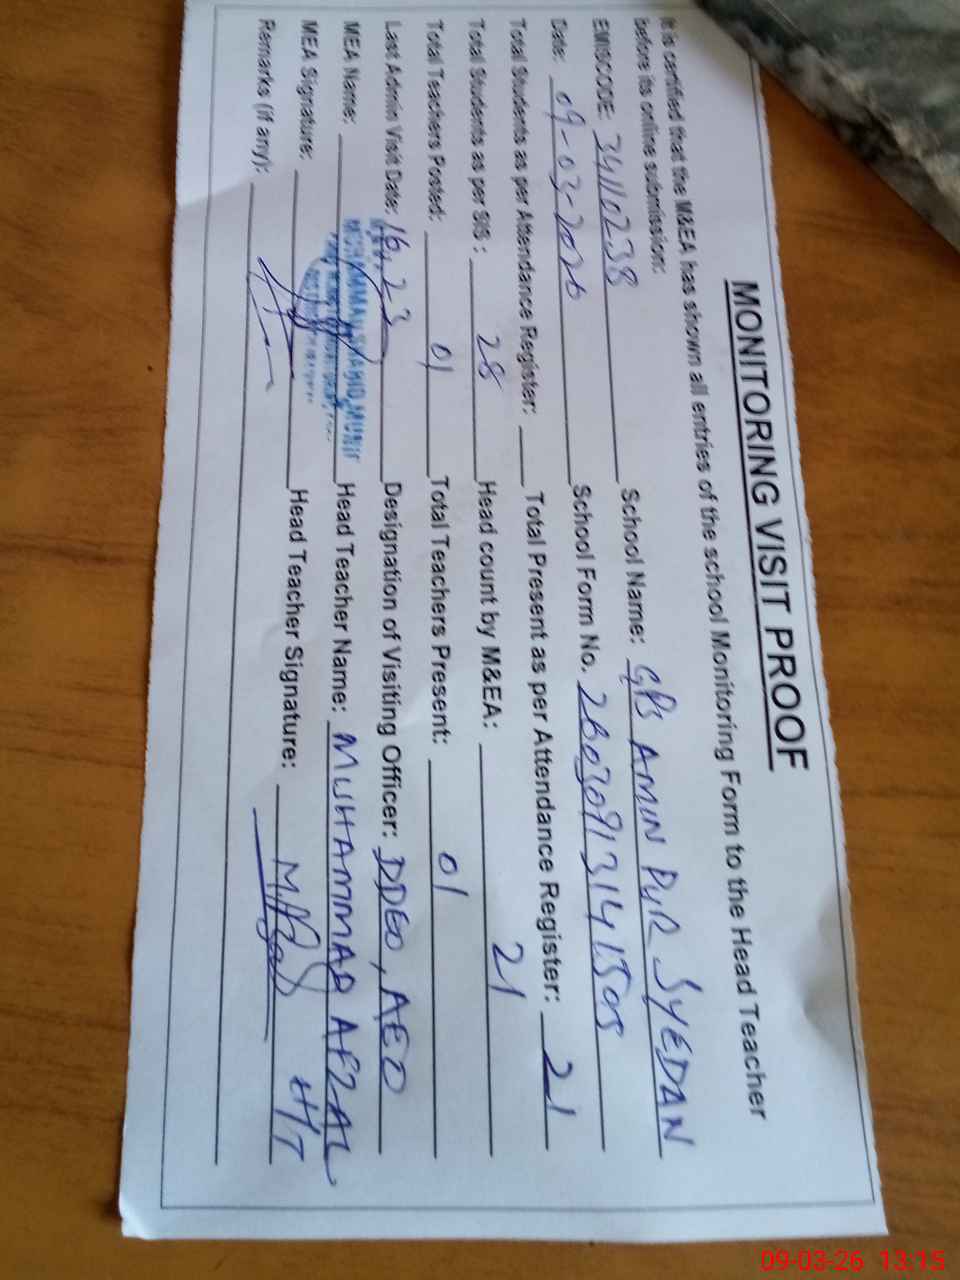 MONITORING VISIT PROOF
It is certified that the M&EA has shown all entries of the school Monitoring Form to the Head Teacher
before its online submission:
EMISCODE: 34110238 School Name: GPS AMIN PUR SYEDAN
Date: 09-03-2026 School Form No.
Total Students as per Attendance Register: Total Present as per Attendance Register: 21
Total Students as per SIS: 28 Head count by M&EA: 21
Total Teachers Posted: 01 Total Teachers Present: 01
Last Admin Visit Date: 16, 2 Designation of Visiting Officer: DDEO, AEO
MEA Name: MUHAMMAD SHAHID MUNIR Head Teacher Name: MUHAMMAD AFZAL
MEA Signature: Head Teacher Signature: M.Afzal HT
Remarks (if any):
09-03-26 13:15